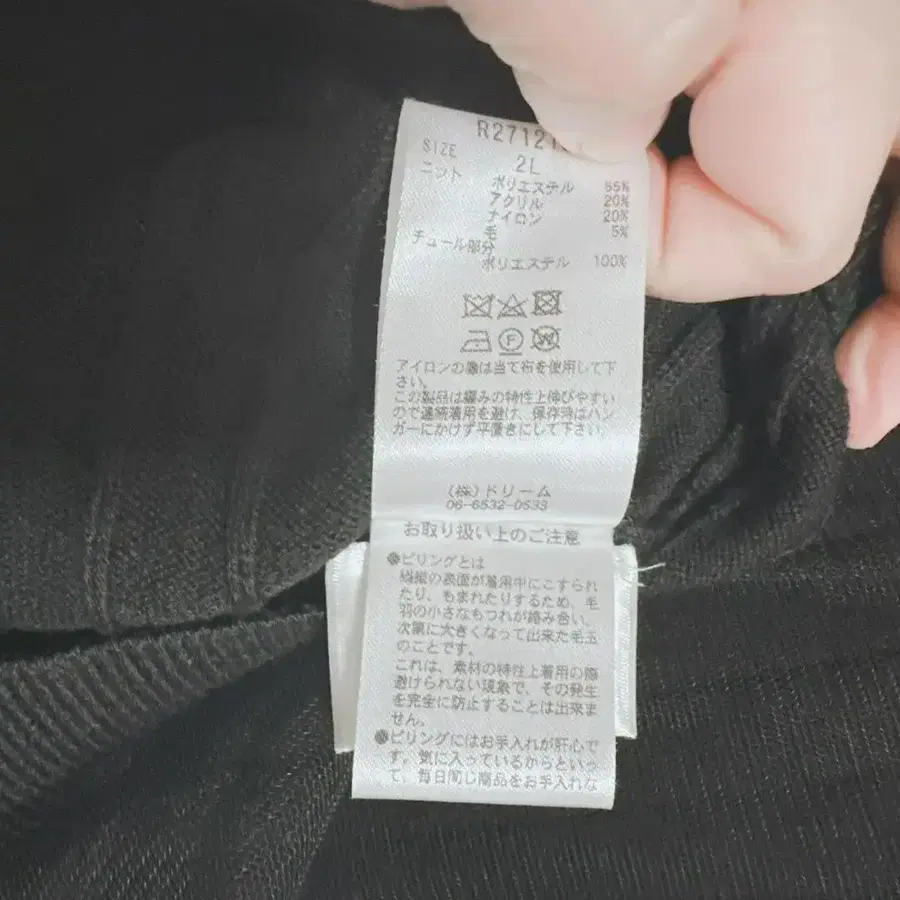 R2712
SIZE 2L
ニット ポリエステル 55%
アクリル 20%
ナイロン 20%
毛 5%
チュール部分
ポリエステル 100%
F W
アイロンの際は当て布を使用して下
さい。
この製品は編みの特性上伸びやすい
ので連続着用を避け、保存時はハン
ガーにかけず平置きにして下さい。
(株)ドリーム
06-6532-0533
お取り扱い上のご注意
●ピリングとは
繊維の表面が着用中にこすられ
たり、もまれたりするため、毛
羽の小さなもつれが絡み合い、
次第に大きくなって出来た毛玉
のことです。
これは、素材の特性上着用の際
避けられない現象で、その発生
を完全に防止することは出来ま
せん。
●ピリングにはお手入れが肝心で
す。気に入っているからといっ
て、毎日同じ商品をお手入れな